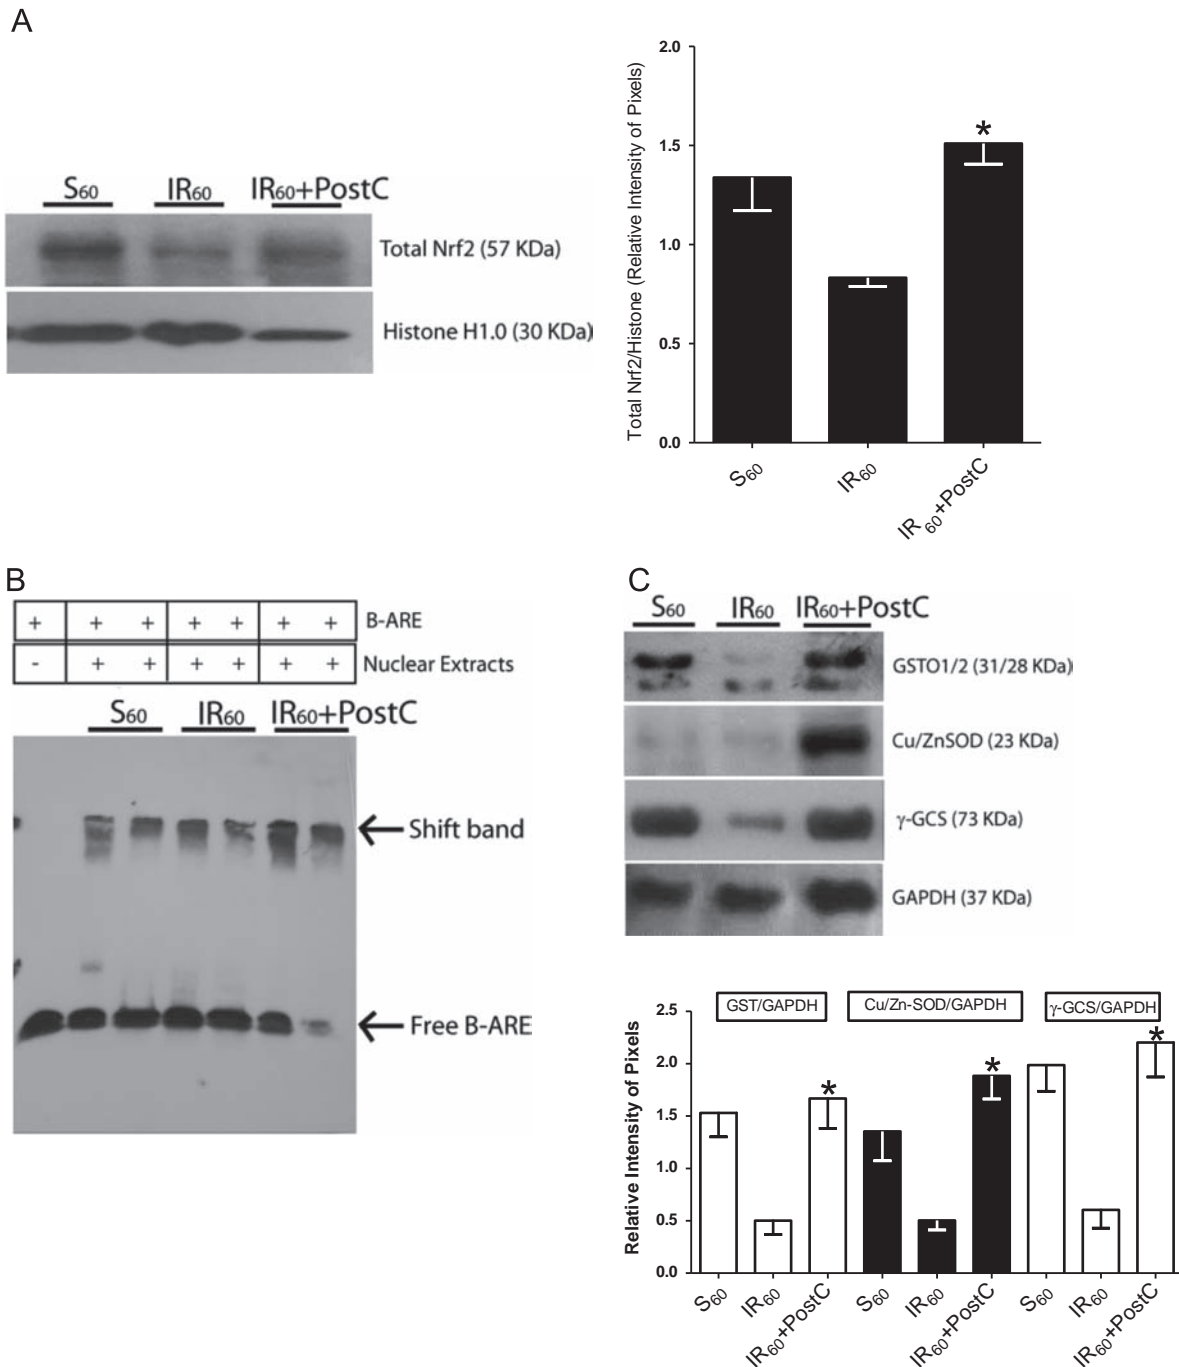 A
S60 IR60 IR60+PostC
Total Nrf2 (57 KDa)
Histone H1.0 (30 KDa)
Total Nrf2/Histone (Relative Intensity of Pixels)
2.0
1.5
1.0
0.5
0.0
*
S60 IR60 IR60+PostC
B
+ + + + + + + B-ARE
- + + + + + + Nuclear Extracts
S60 IR60 IR60+PostC
Shift band
Free B-ARE
C
S60 IR60 IR60+PostC
GSTO1/2 (31/28 KDa)
Cu/ZnSOD (23 KDa)
γ-GCS (73 KDa)
GAPDH (37 KDa)
GST/GAPDH Cu/Zn-SOD/GAPDH γ-GCS/GAPDH
Relative Intensity of Pixels
2.5
2.0
1.5
1.0
0.5
0.0
* * *
S60 IR60 IR60+PostC S60 IR60 IR60+PostC S60 IR60 IR60+PostC